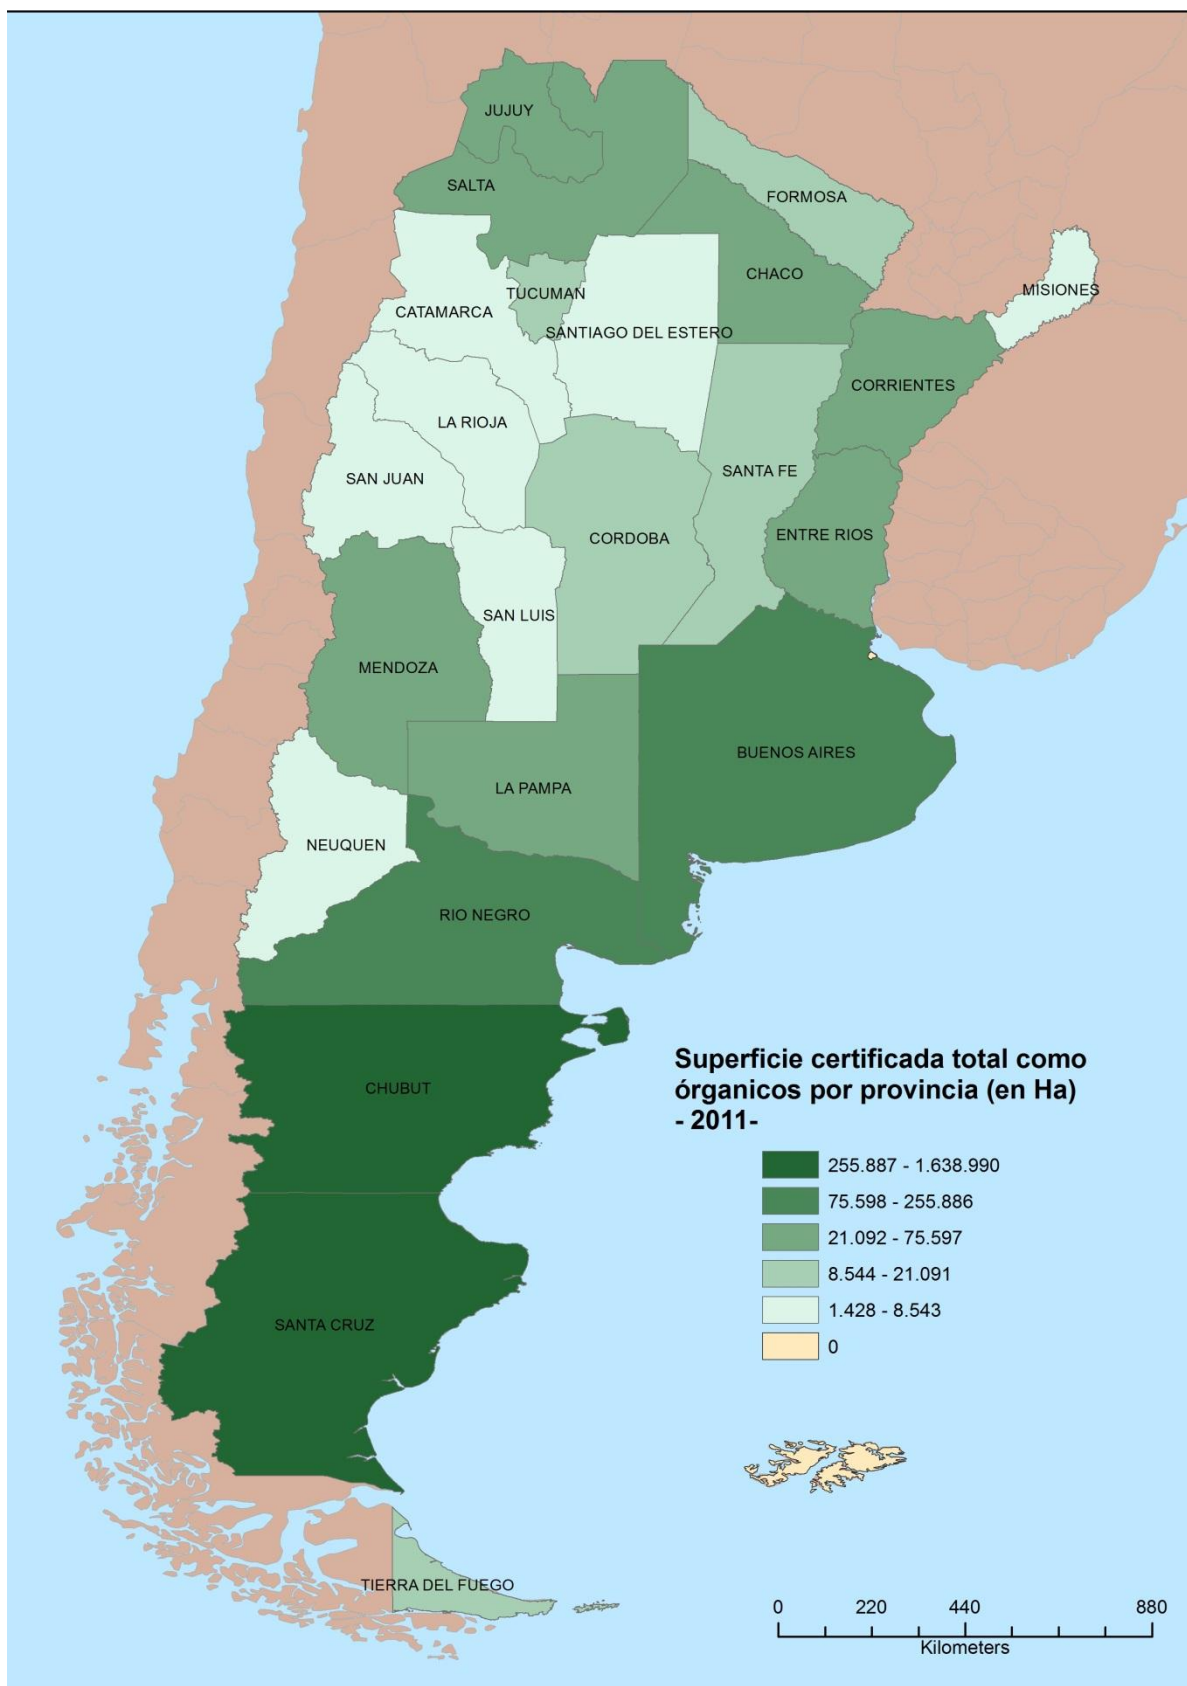 JUJUY
SALTA
FORMOSA
CHACO
MISIONES
TUCUMAN
CATAMARCA
SANTIAGO DEL ESTERO
CORRIENTES
LA RIOJA
SANTA FE
SAN JUAN
CORDOBA
ENTRE RIOS
SAN LUIS
MENDOZA
BUENOS AIRES
LA PAMPA
NEUQUEN
RIO NEGRO
CHUBUT
SANTA CRUZ
TIERRA DEL FUEGO
Superficie certificada total como
órganicos por provincia (en Ha)
- 2011-
255.887 - 1.638.990
75.598 - 255.886
21.092 - 75.597
8.544 - 21.091
1.428 - 8.543
0
0 220 440 880
Kilometers